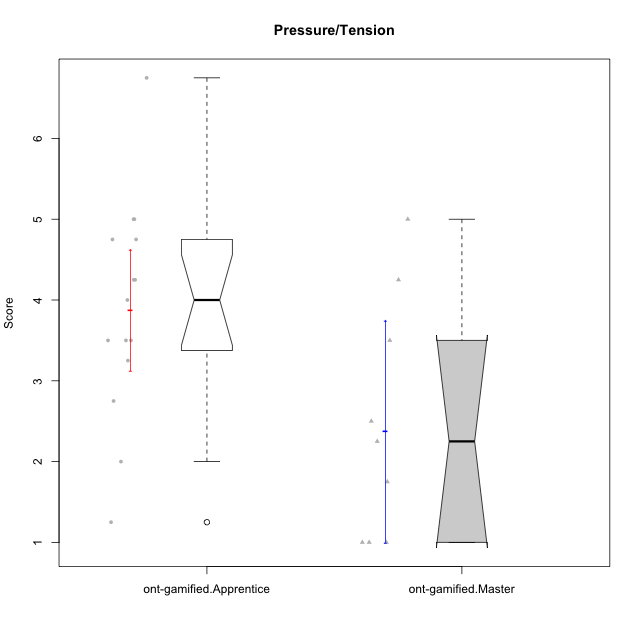 Pressure/Tension
Score
6
5
4
3
2
1
ont-gamified.Apprentice
ont-gamified.Master